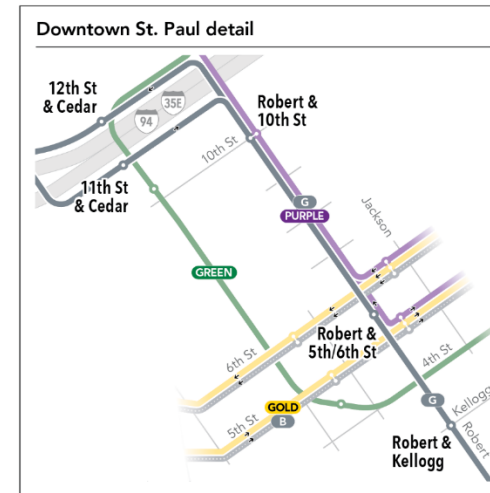 Downtown St. Paul detail
12th St
& Cedar
35E
94
Robert &
10th St
10th St
11th St
& Cedar
G
PURPLE
Jackson
GREEN
Robert &
5th/6th St
6th St
4th St
GOLD
B
5th St
G
Kellogg
Robert
Robert &
Kellogg